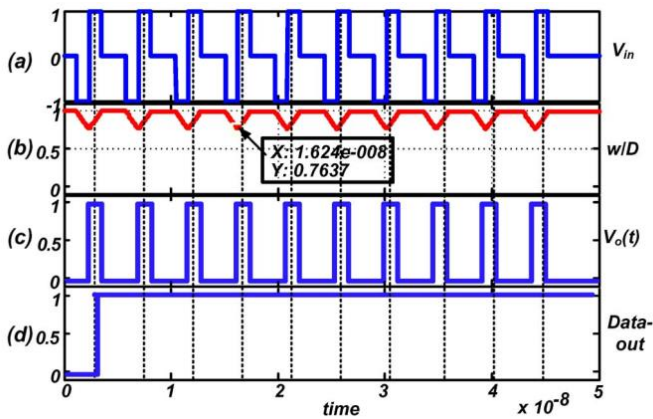 (a)
1
0
-1
V_in
(b)
1
0.5
0
w/D
X: 1.624e-008
Y: 0.7637
(c)
1
0.5
0
V_o(t)
(d)
1
0.5
0
Data-
out
0
1
2
3
4
5
time
x 10^-8